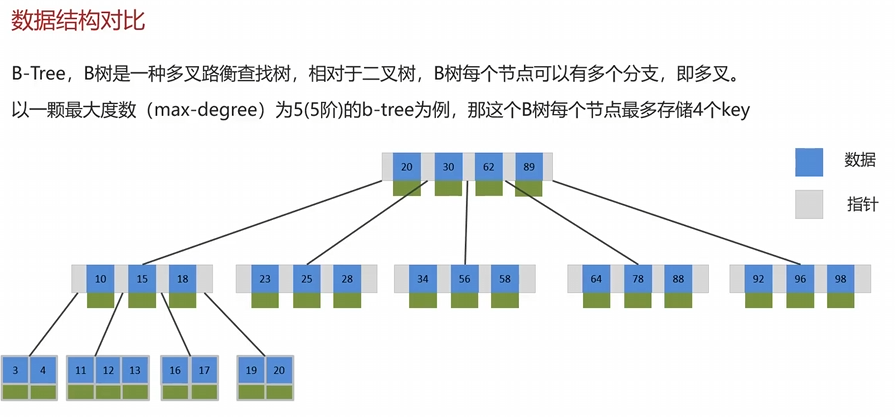 数据结构对比
B-Tree，B树是一种多叉路衡查找树，相对于二叉树，B树每个节点可以有多个分支，即多叉。
以一颗最大度数（max-degree）为5(5阶)的b-tree为例，那这个B树每个节点最多存储4个key
数据
指针
20 30 62 89
10 15 18 23 25 28 34 56 58 64 78 88 92 96 98
3 4 11 12 13 16 17 19 20